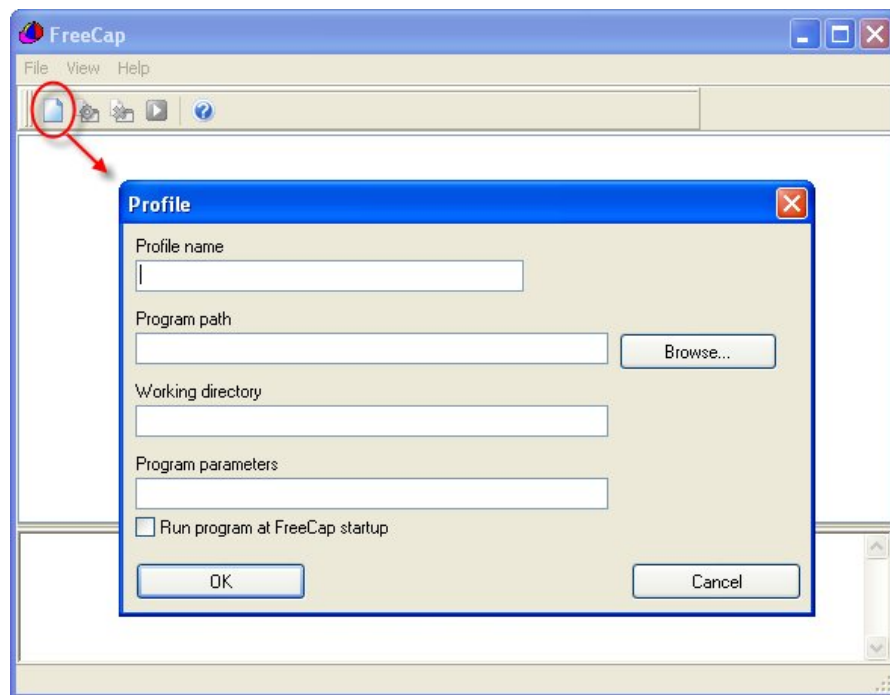 FreeCap
File View Help
Profile
Profile name
Program path
Browse...
Working directory
Program parameters
Run program at FreeCap startup
OK Cancel